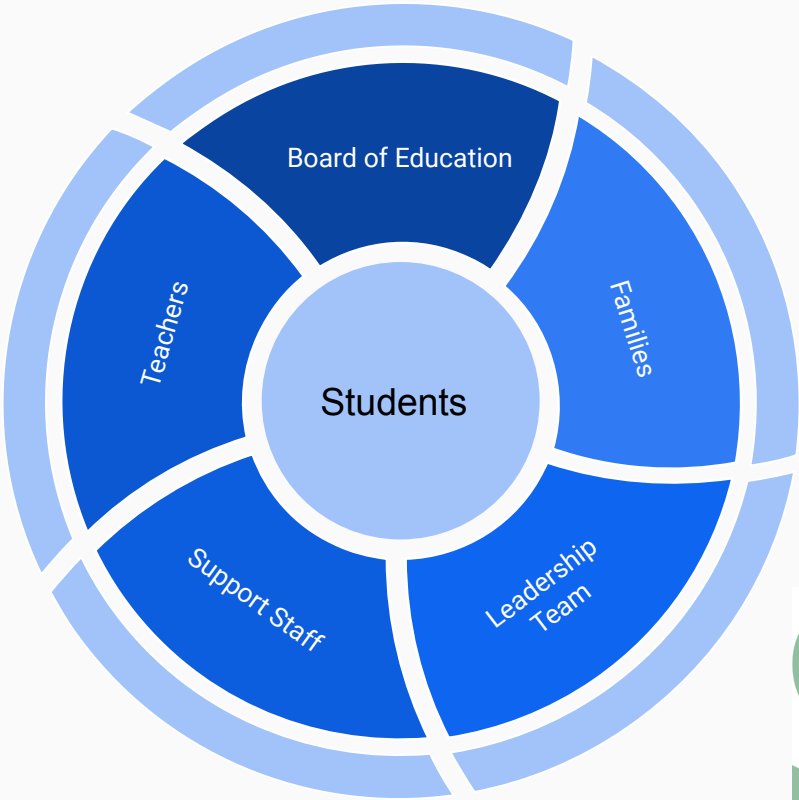 Board of Education
Families
Leadership
Team
Support Staff
Teachers
Students